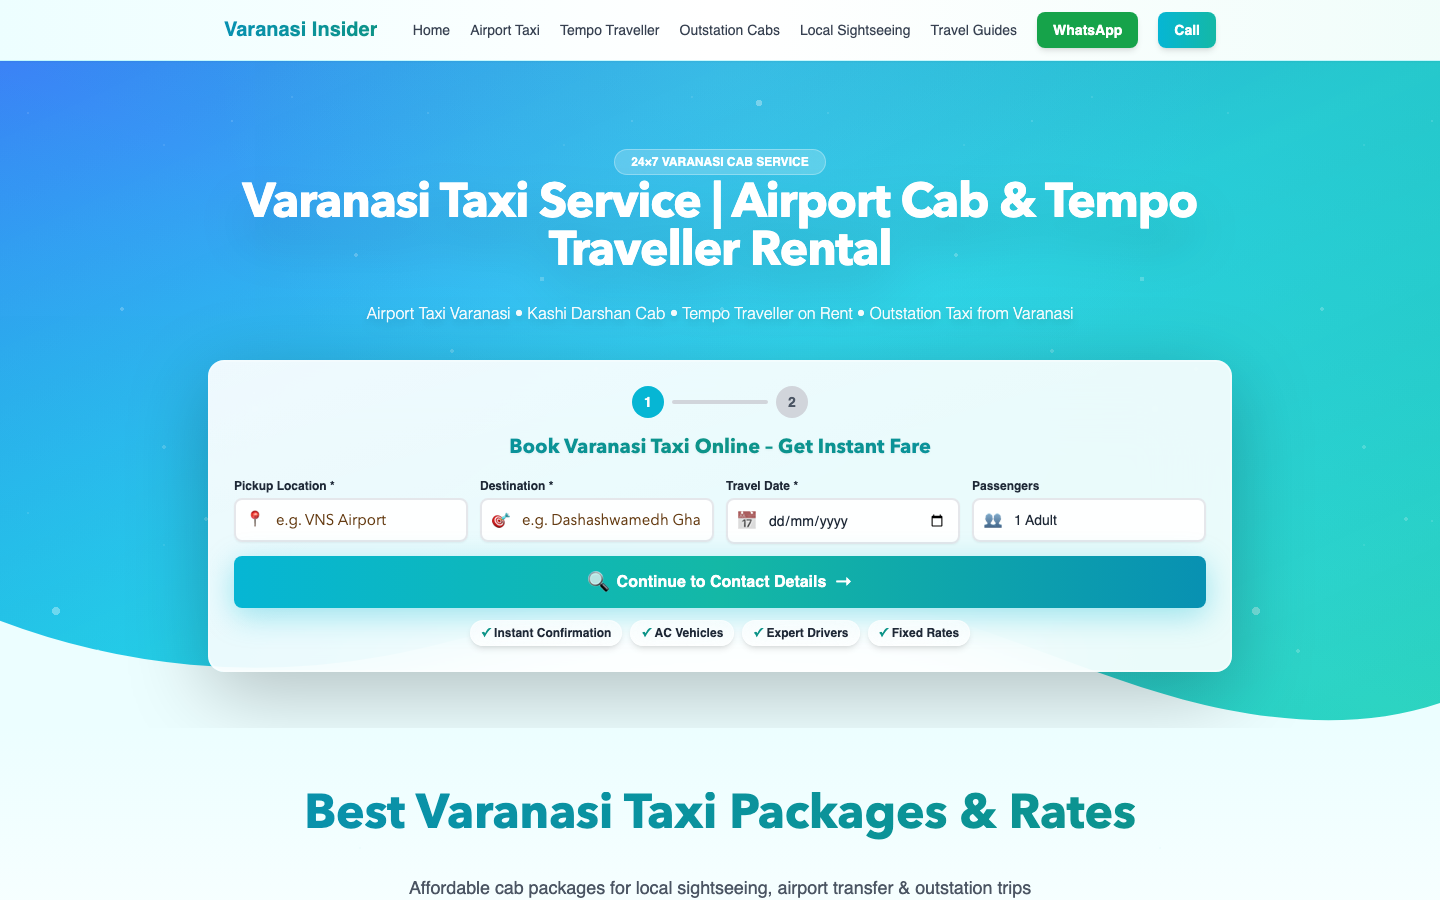 Varanasi Insider
Home
Airport Taxi
Tempo Traveller
Outstation Cabs
Local Sightseeing
Travel Guides
WhatsApp
Call
24x7 VARANASI CAB SERVICE
Varanasi Taxi Service | Airport Cab & Tempo
Traveller Rental
Airport Taxi Varanasi • Kashi Darshan Cab • Tempo Traveller on Rent • Outstation Taxi from Varanasi
1
2
Book Varanasi Taxi Online – Get Instant Fare
Pickup Location *
e.g. VNS Airport
Destination *
e.g. Dashashwamedh Gha
Travel Date *
dd/mm/yyyy
Passengers
1 Adult
Continue to Contact Details →
✓ Instant Confirmation
✓ AC Vehicles
✓ Expert Drivers
✓ Fixed Rates
Best Varanasi Taxi Packages & Rates
Affordable cab packages for local sightseeing, airport transfer & outstation trips